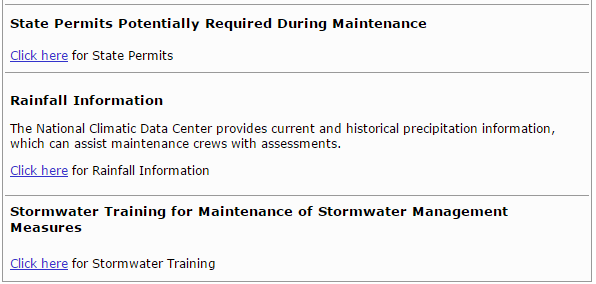 State Permits Potentially Required During Maintenance
Click here for State Permits
Rainfall Information
The National Climatic Data Center provides current and historical precipitation information,
which can assist maintenance crews with assessments.
Click here for Rainfall Information
Stormwater Training for Maintenance of Stormwater Management
Measures
Click here for Stormwater Training